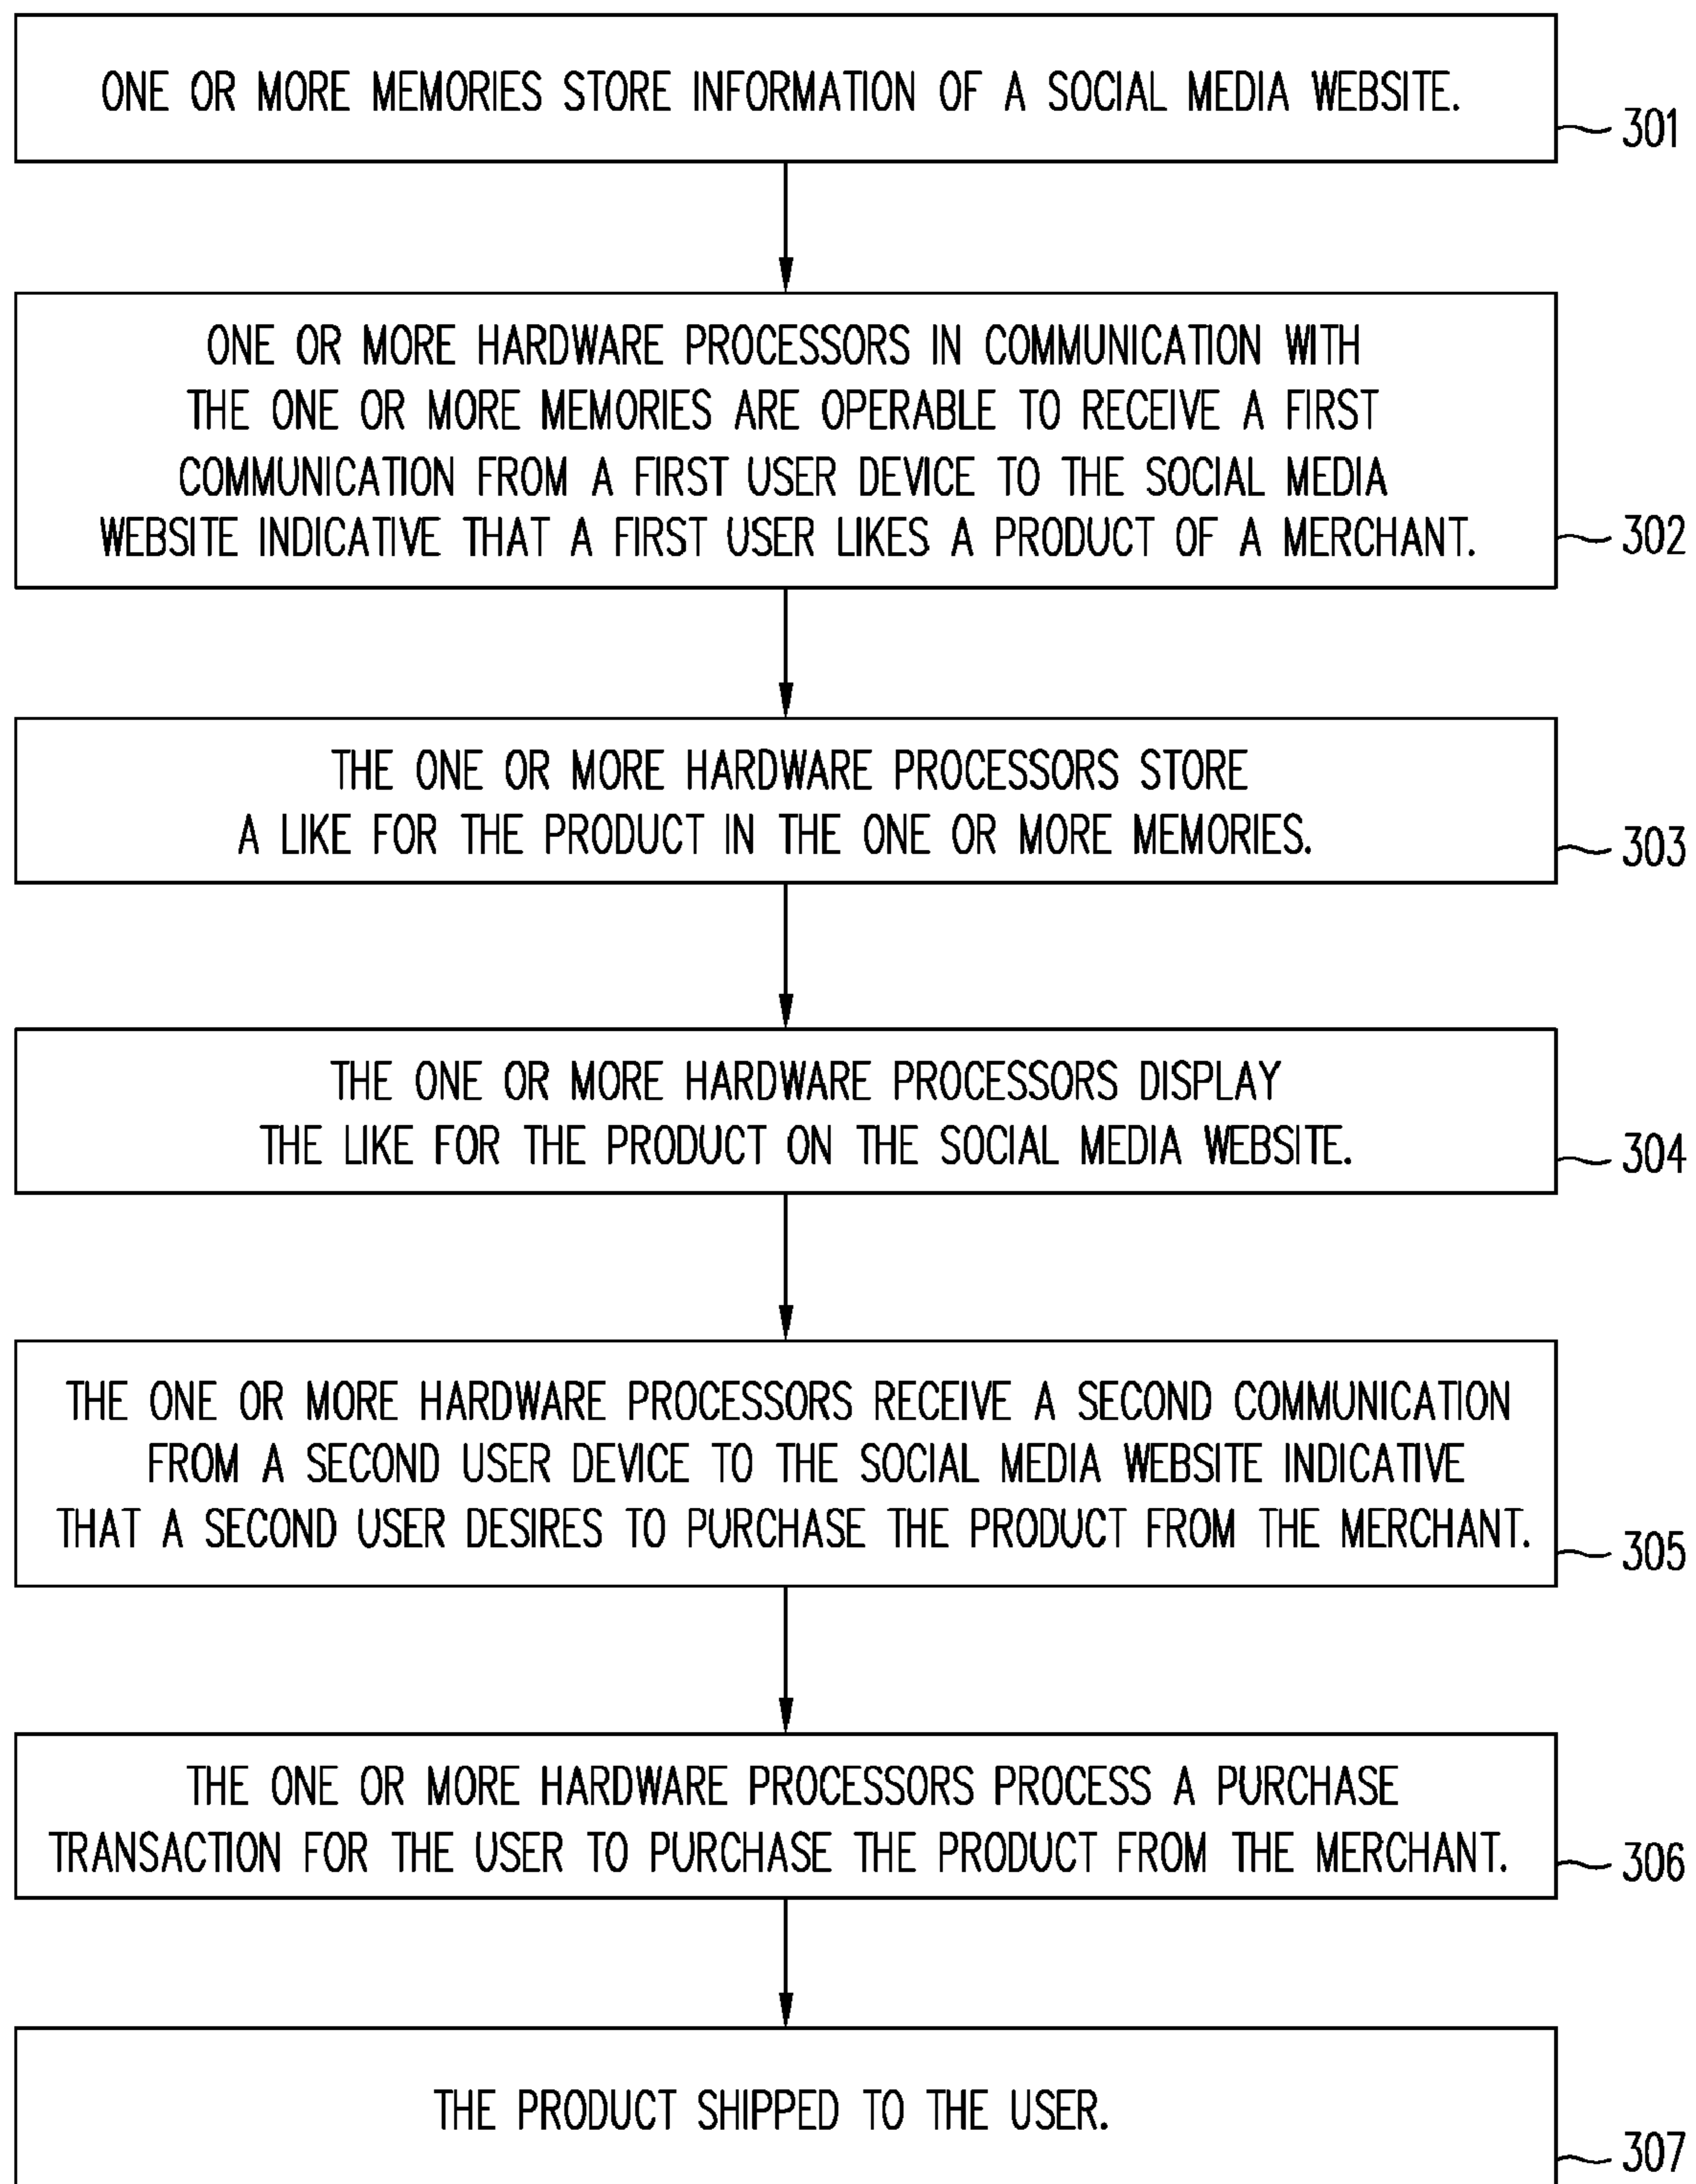 ONE OR MORE MEMORIES STORE INFORMATION OF A SOCIAL MEDIA WEBSITE.
301
ONE OR MORE HARDWARE PROCESSORS IN COMMUNICATION WITH
THE ONE OR MORE MEMORIES ARE OPERABLE TO RECEIVE A FIRST
COMMUNICATION FROM A FIRST USER DEVICE TO THE SOCIAL MEDIA
WEBSITE INDICATIVE THAT A FIRST USER LIKES A PRODUCT OF A MERCHANT.
302
THE ONE OR MORE HARDWARE PROCESSORS STORE
A LIKE FOR THE PRODUCT IN THE ONE OR MORE MEMORIES.
303
THE ONE OR MORE HARDWARE PROCESSORS DISPLAY
THE LIKE FOR THE PRODUCT ON THE SOCIAL MEDIA WEBSITE.
304
THE ONE OR MORE HARDWARE PROCESSORS RECEIVE A SECOND COMMUNICATION
FROM A SECOND USER DEVICE TO THE SOCIAL MEDIA WEBSITE INDICATIVE
THAT A SECOND USER DESIRES TO PURCHASE THE PRODUCT FROM THE MERCHANT.
305
THE ONE OR MORE HARDWARE PROCESSORS PROCESS A PURCHASE
TRANSACTION FOR THE USER TO PURCHASE THE PRODUCT FROM THE MERCHANT.
306
THE PRODUCT SHIPPED TO THE USER.
307